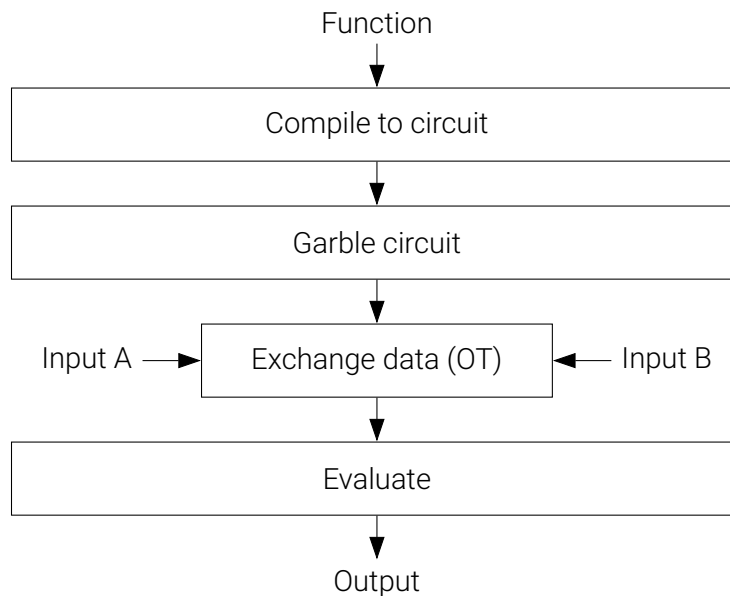 Function
Compile to circuit
Garble circuit
Input A
Exchange data (OT)
Input B
Evaluate
Output